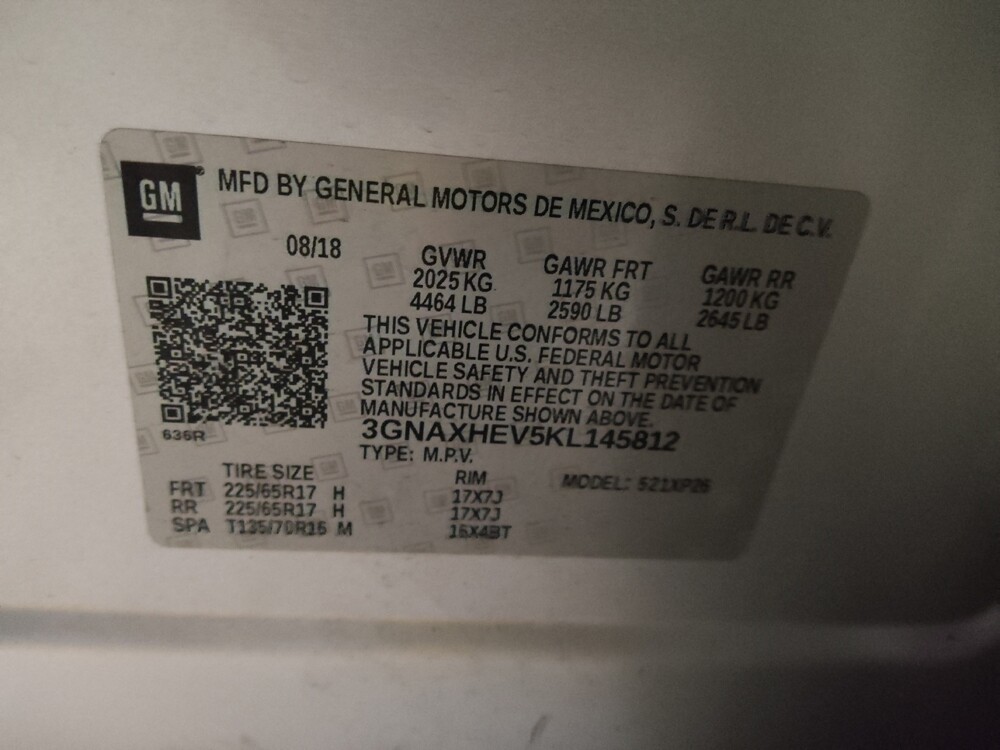 GM
MFD BY GENERAL MOTORS DE MEXICO, S. DE R.L. DE C.V.
08/18
GVWR GAWR FRT GAWR RR
2025 KG 1175 KG 1200 KG
4464 LB 2590 LB 2645 LB
THIS VEHICLE CONFORMS TO ALL
APPLICABLE U.S. FEDERAL MOTOR
VEHICLE SAFETY AND THEFT PREVENTION
STANDARDS IN EFFECT ON THE DATE OF
MANUFACTURE SHOWN ABOVE.
636R
3GNAXHEV5KL145812
TYPE: M.P.V.
TIRE SIZE RIM MODEL: 521XP26
FRT 225/65R17 H 17X7J
RR 225/65R17 H 17X7J
SPA T135/70R16 M 16X4BT